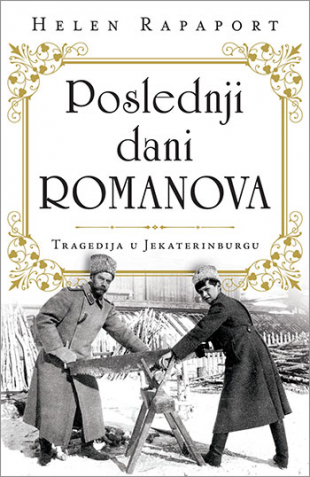 HELEN RAPAPORT
Poslednji
dani
ROMANOVA
TRAGEDIJA U JEKATERINBURGU